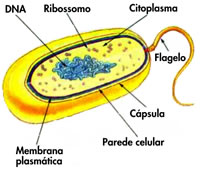 DNA
Ribossomo
Citoplasma
Flagelo
Cápsula
Parede celular
Membrana
plasmática